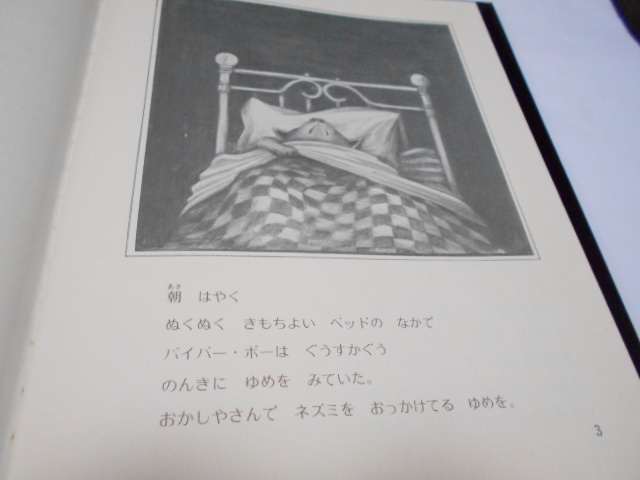 あさ
朝　はやく
ぬくぬく　きもちよい　ベッドの　なかで
パイパー・ポーは　ぐうすかぐう
のんきに　ゆめを　みていた。
おかしやさんで　ネズミを　おっかけてる　ゆめを。
3